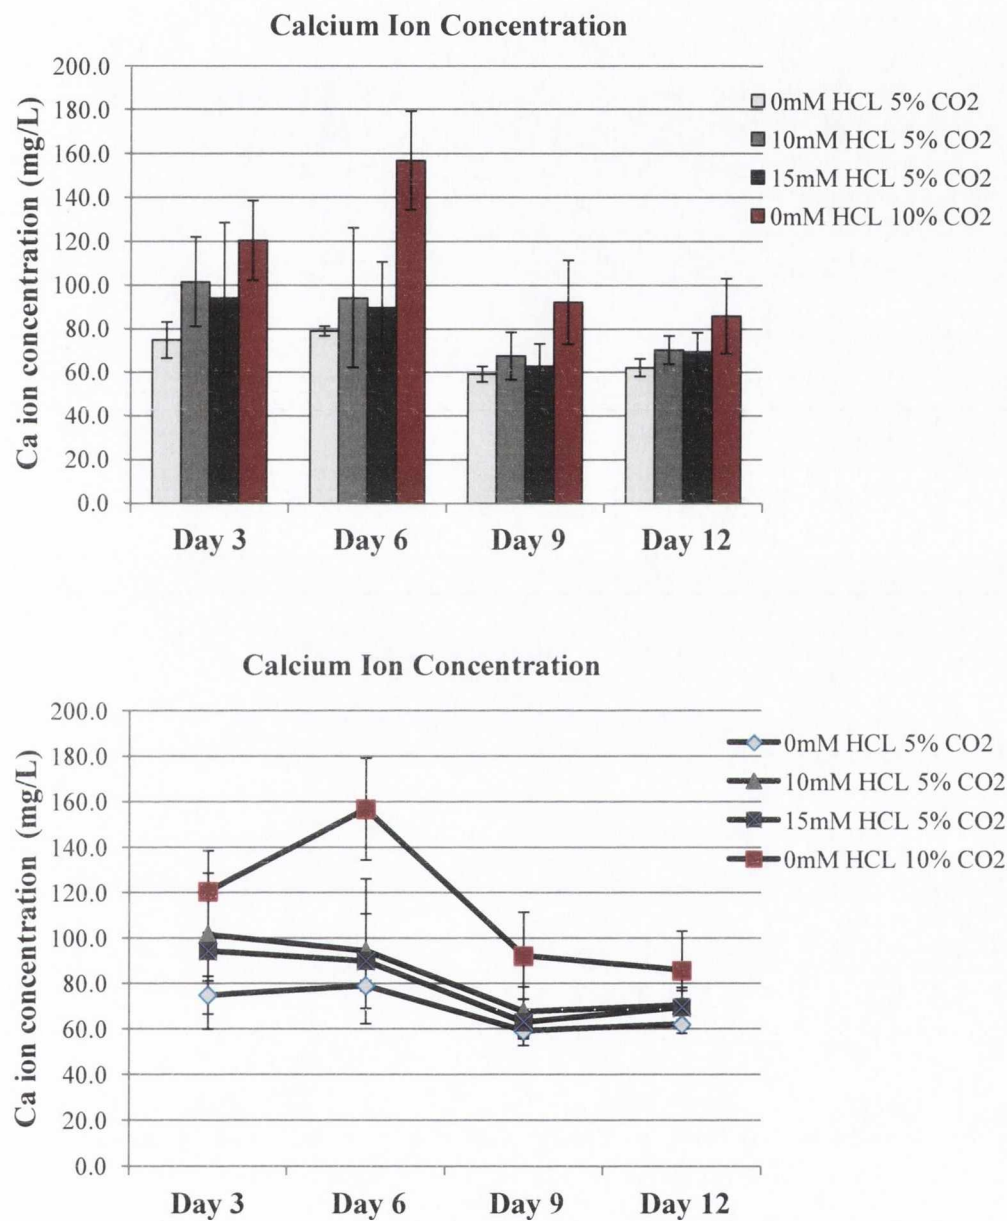 Calcium Ion Concentration
Ca ion concentration (mg/L)
200.0
180.0
160.0
140.0
120.0
100.0
80.0
60.0
40.0
20.0
0.0
Day 3 Day 6 Day 9 Day 12
0mM HCL 5% CO2
10mM HCL 5% CO2
15mM HCL 5% CO2
0mM HCL 10% CO2
Calcium Ion Concentration
Ca ion concentration (mg/L)
200.0
180.0
160.0
140.0
120.0
100.0
80.0
60.0
40.0
20.0
0.0
Day 3 Day 6 Day 9 Day 12
0mM HCL 5% CO2
10mM HCL 5% CO2
15mM HCL 5% CO2
0mM HCL 10% CO2